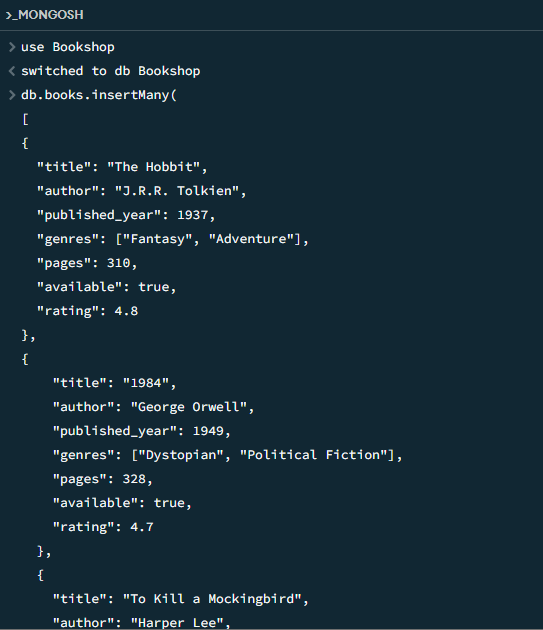 >_MONGOSH
> use Bookshop
< switched to db Bookshop
> db.books.insertMany(
[
{
"title": "The Hobbit",
"author": "J.R.R. Tolkien",
"published_year": 1937,
"genres": ["Fantasy", "Adventure"],
"pages": 310,
"available": true,
"rating": 4.8
},
{
"title": "1984",
"author": "George Orwell",
"published_year": 1949,
"genres": ["Dystopian", "Political Fiction"],
"pages": 328,
"available": true,
"rating": 4.7
},
{
"title": "To Kill a Mockingbird",
"author": "Harper Lee",